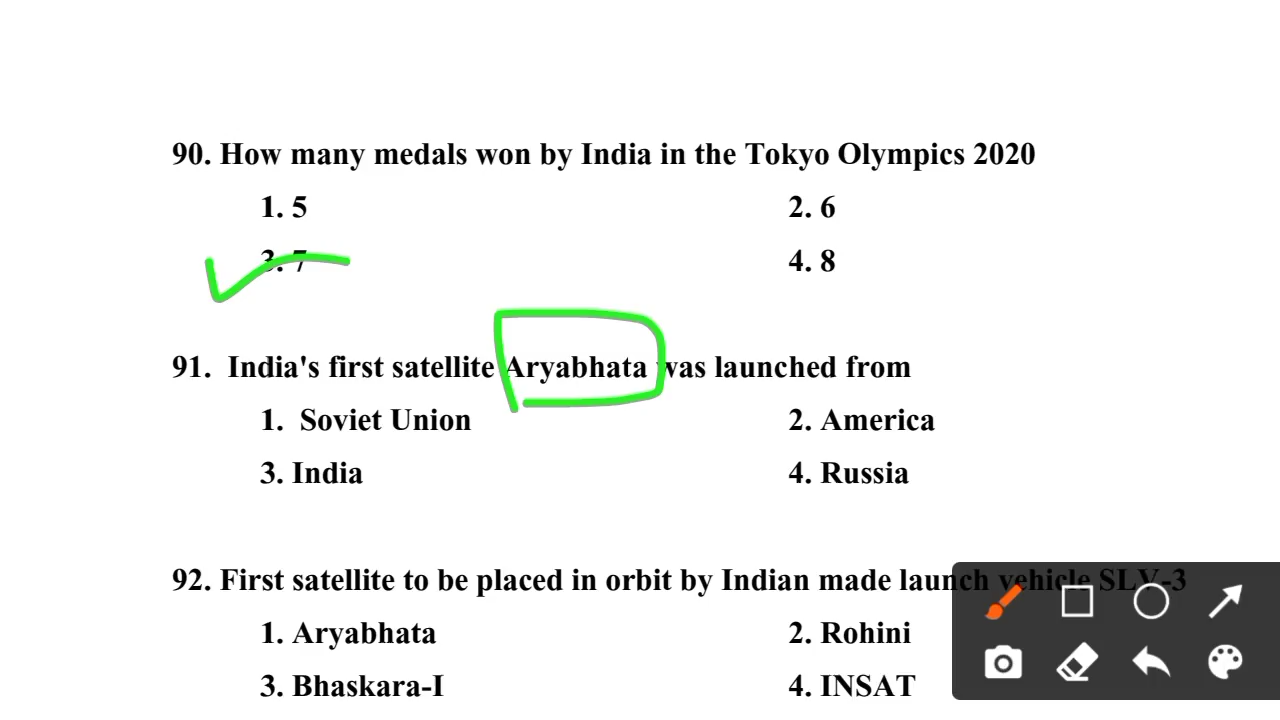 90. How many medals won by India in the Tokyo Olympics 2020
1. 5 2. 6
3. 7 4. 8
91. India's first satellite Aryabhata was launched from
1. Soviet Union 2. America
3. India 4. Russia
92. First satellite to be placed in orbit by Indian made launch vehicle SLV-3
1. Aryabhata 2. Rohini
3. Bhaskara-I 4. INSAT